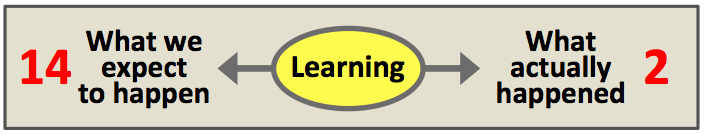 14
What we
expect
to happen
Learning
What
actually
happened
2